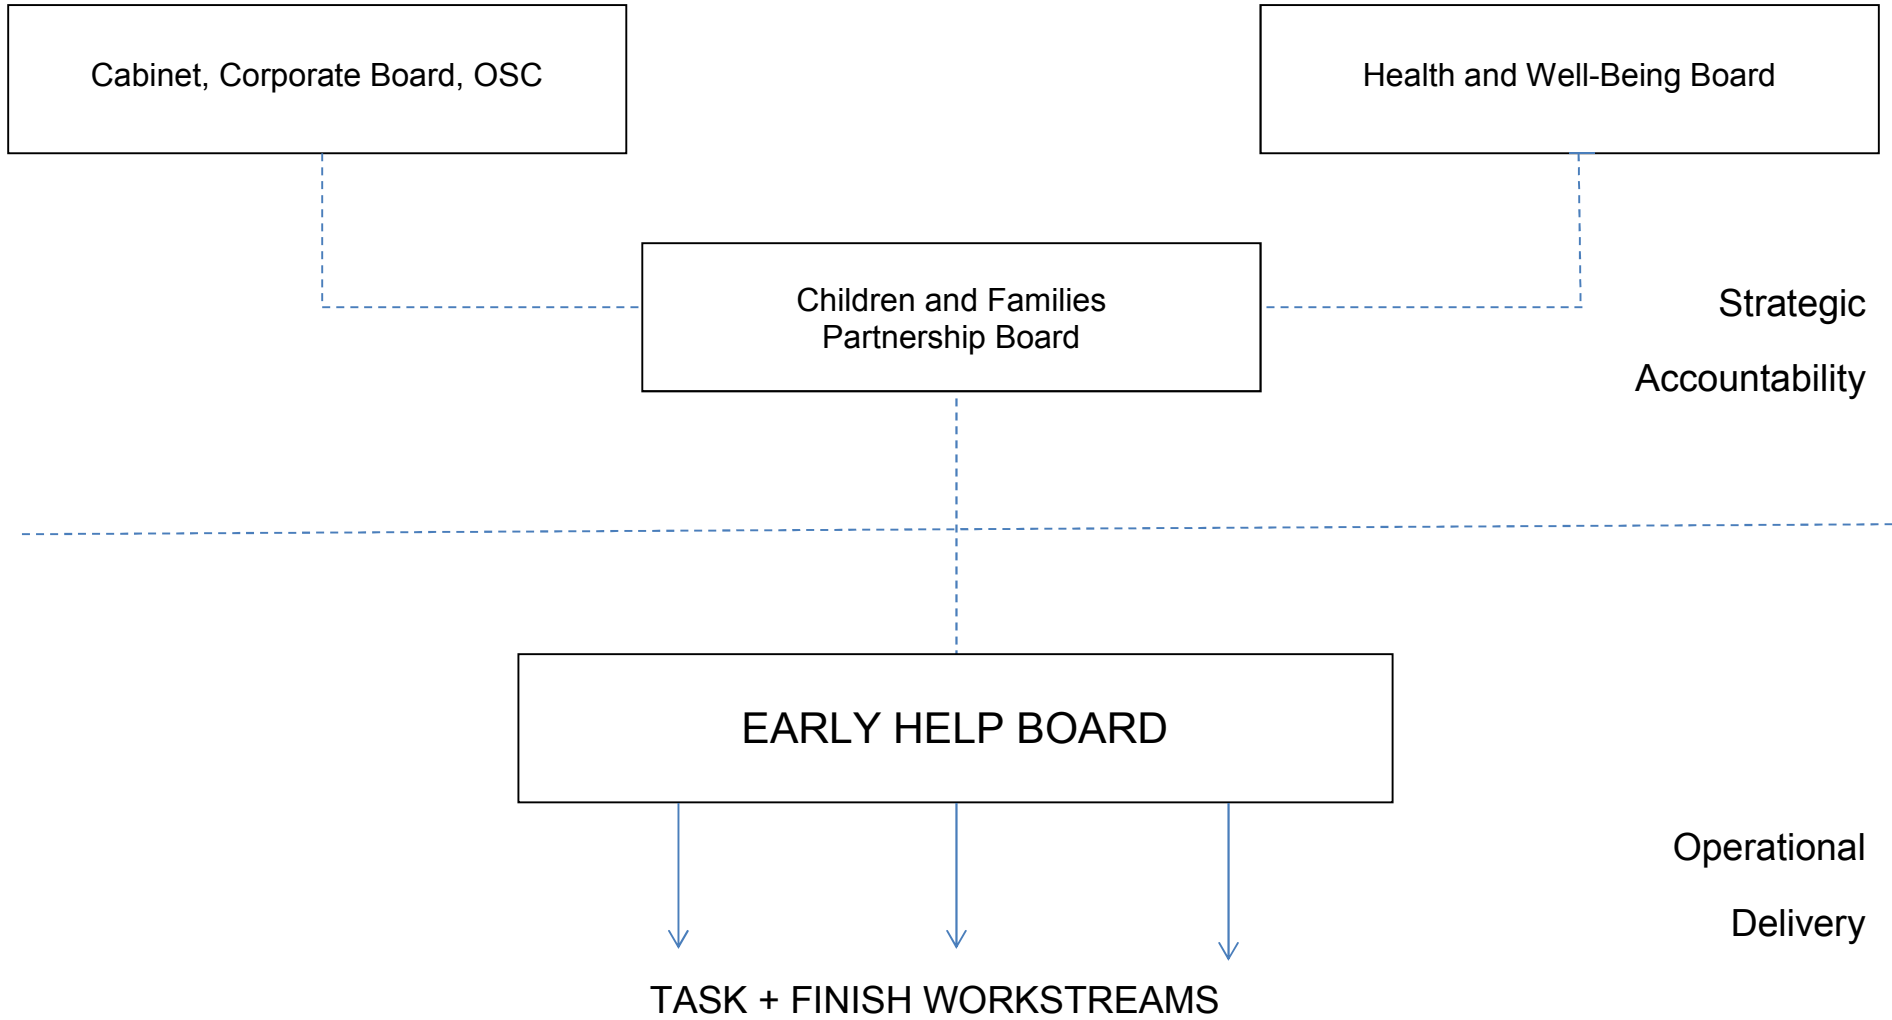 Cabinet, Corporate Board, OSC
Health and Well-Being Board
Children and Families
Partnership Board
Strategic
Accountability
EARLY HELP BOARD
Operational
Delivery
TASK + FINISH WORKSTREAMS